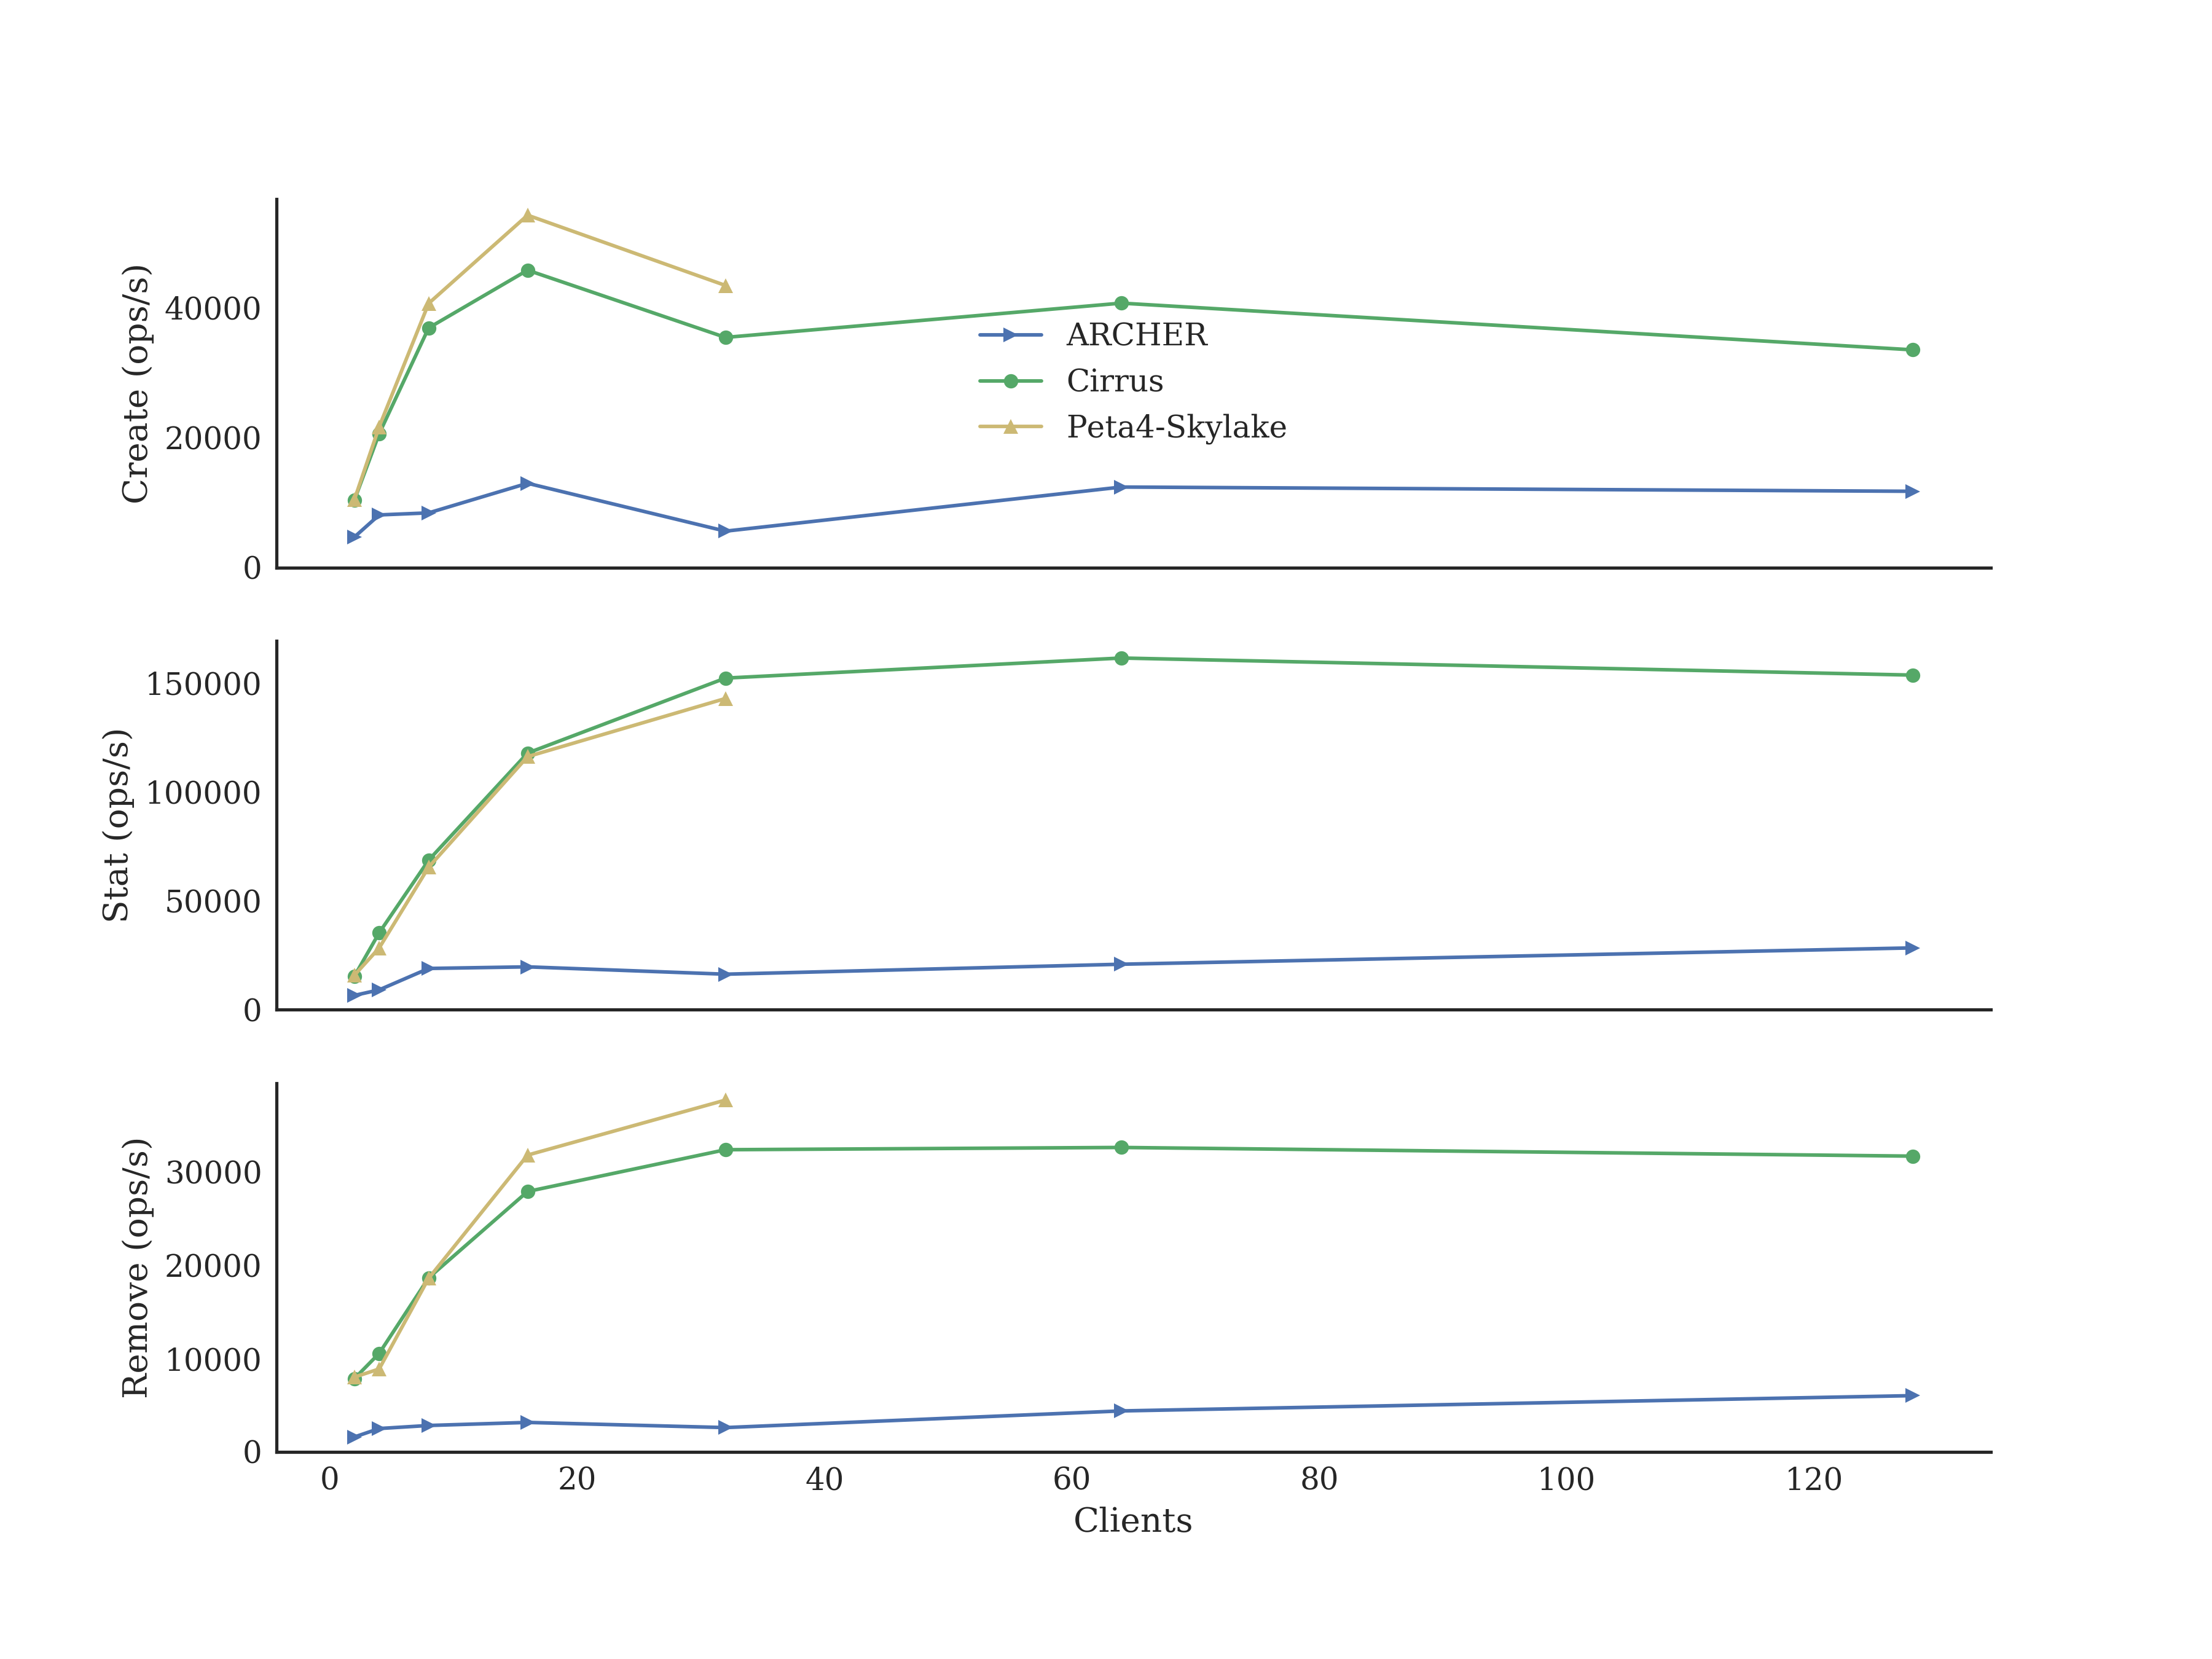 Create (ops/s)
40000
20000
0
ARCHER
Cirrus
Peta4-Skylake
Stat (ops/s)
150000
100000
50000
0
Remove (ops/s)
30000
20000
10000
0
0 20 40 60 80 100 120
Clients